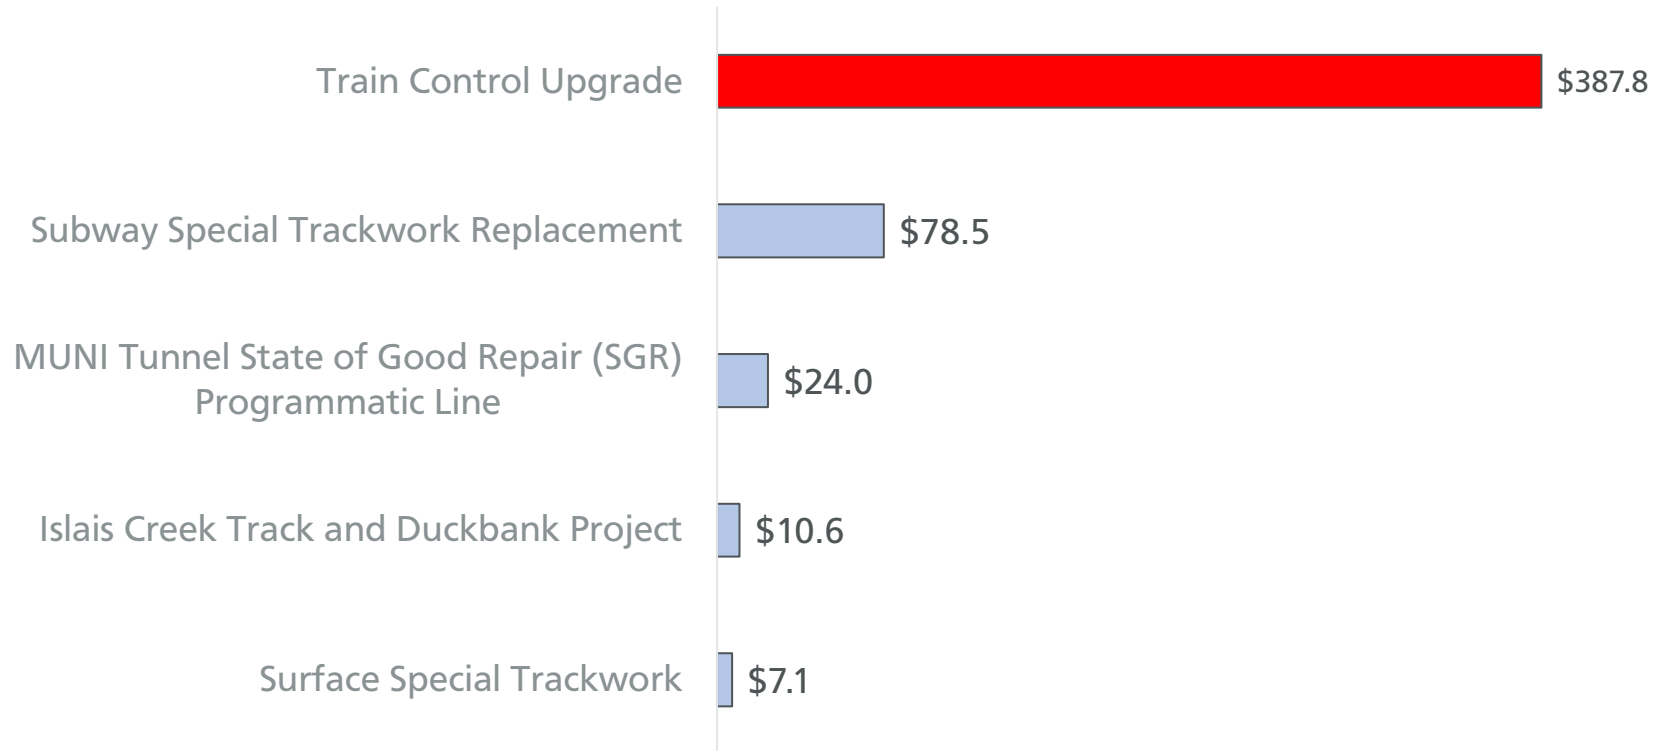 Train Control Upgrade $387.8
Subway Special Trackwork Replacement $78.5
MUNI Tunnel State of Good Repair (SGR)
Programmatic Line
$24.0
Islais Creek Track and Duckbank Project $10.6
Surface Special Trackwork $7.1